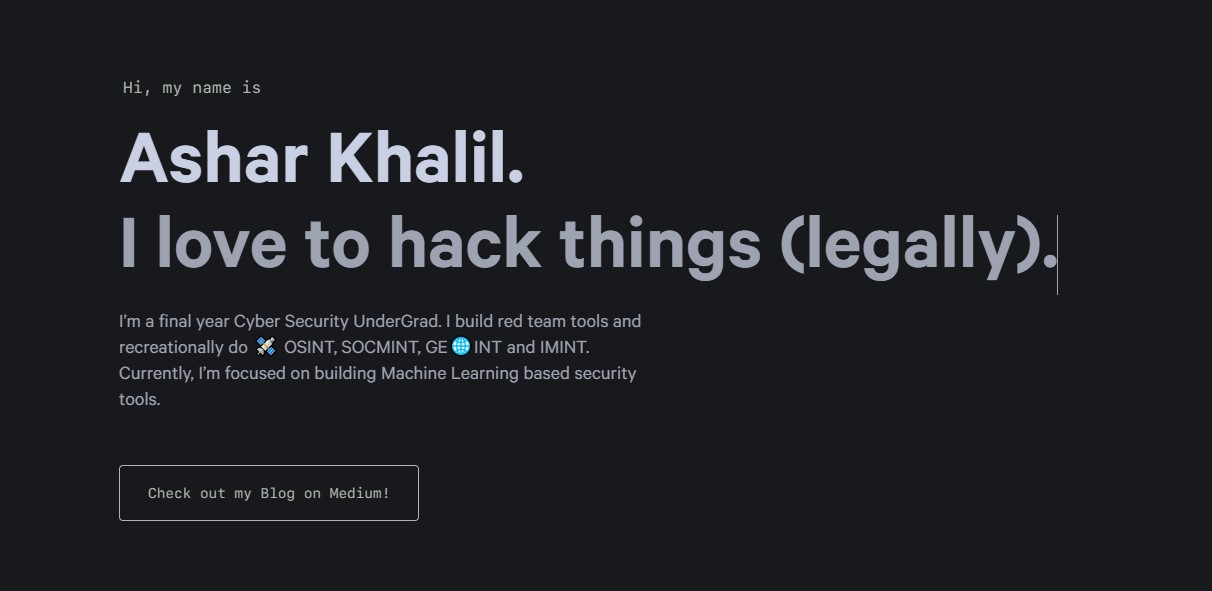 Hi, my name is
Ashar Khalil.
I love to hack things (legally).
I’m a final year Cyber Security UnderGrad. I build red team tools and
recreationally do 🛰️ OSINT, SOCMINT, GE 🌐 INT and IMINT.
Currently, I’m focused on building Machine Learning based security
tools.
Check out my Blog on Medium!